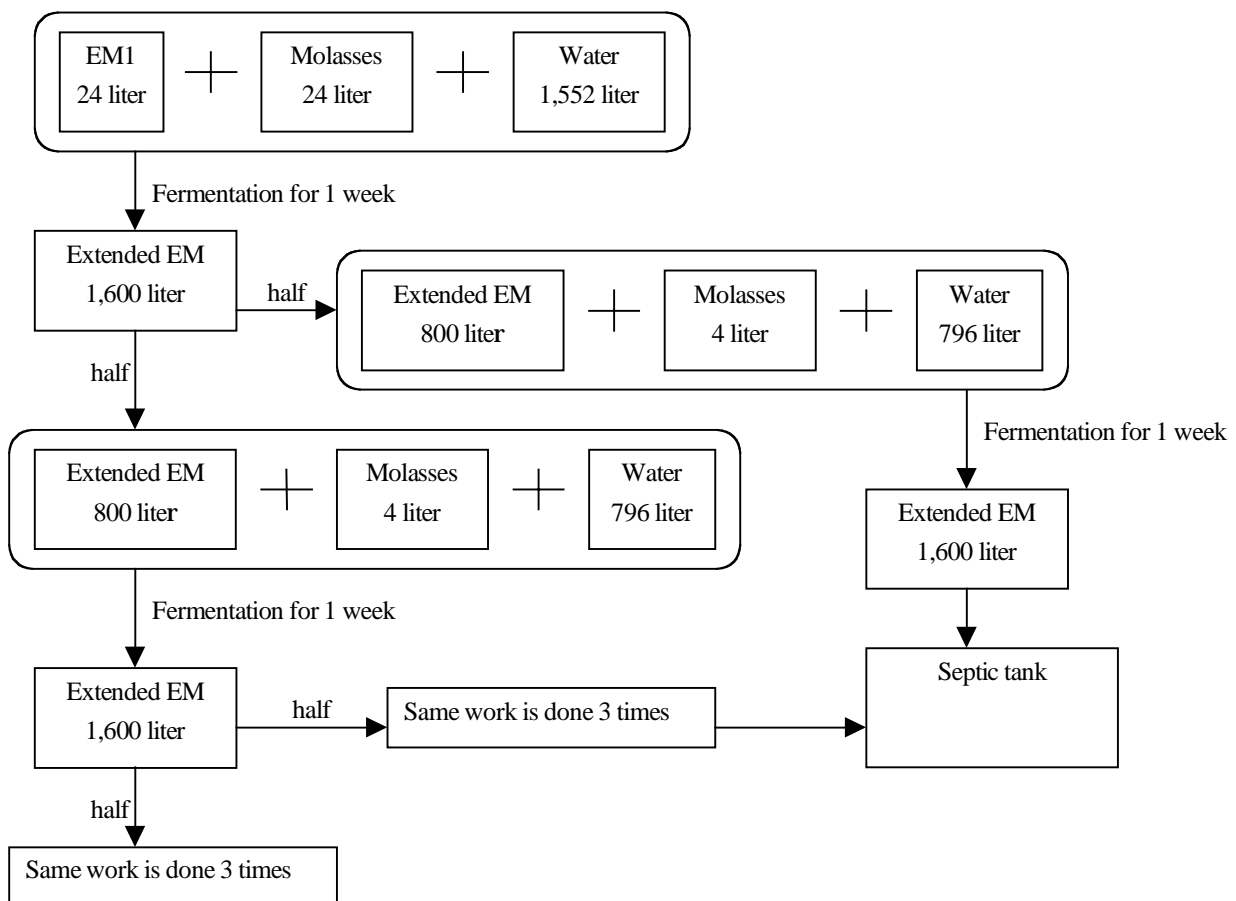 EM1
24 liter
Molasses
24 liter
Water
1,552 liter
Fermentation for 1 week
Extended EM
1,600 liter
half
Extended EM
800 liter
Molasses
4 liter
Water
796 liter
half
Fermentation for 1 week
Extended EM
800 liter
Molasses
4 liter
Water
796 liter
Extended EM
1,600 liter
Fermentation for 1 week
Septic tank
Extended EM
1,600 liter
half
Same work is done 3 times
half
Same work is done 3 times